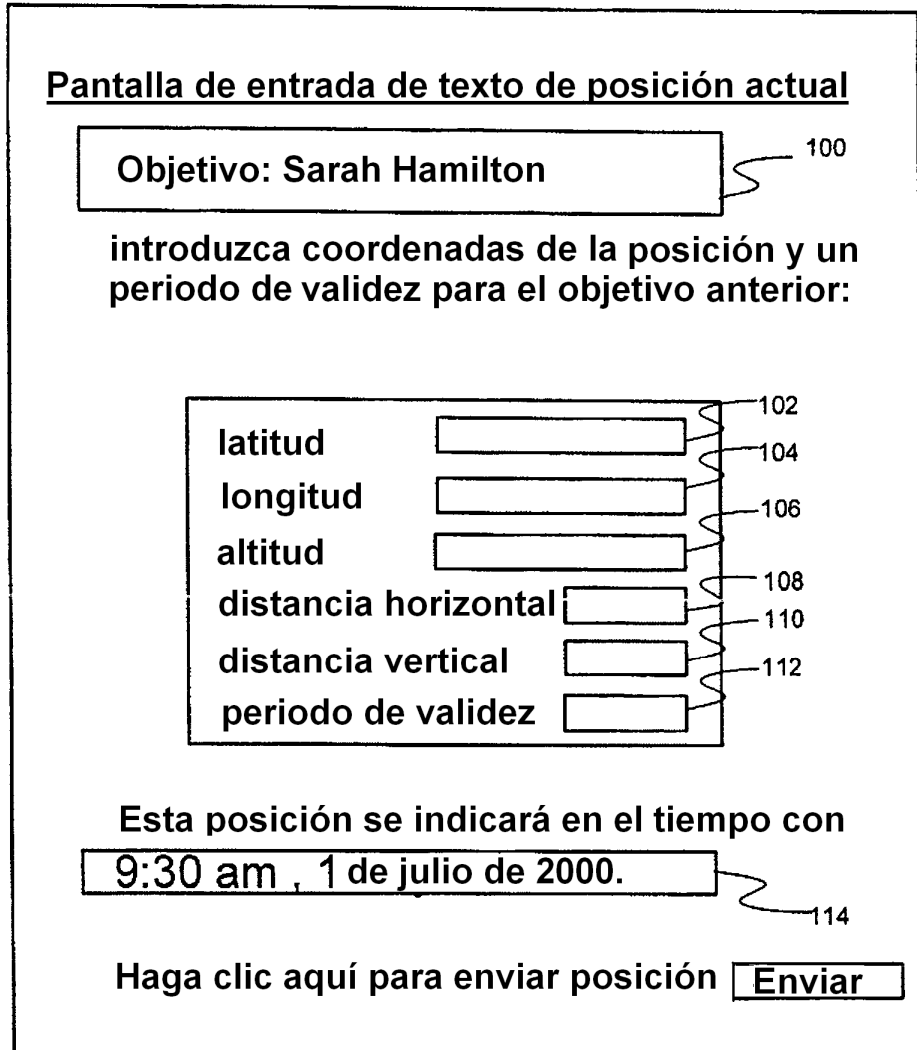 Pantalla de entrada de texto de posición actual
Objetivo: Sarah Hamilton
100
introduzca coordenadas de la posición y un
periodo de validez para el objetivo anterior:
latitud
102
longitud
104
altitud
106
distancia horizontal
108
distancia vertical
110
periodo de validez
112
Esta posición se indicará en el tiempo con
9:30 am , 1 de julio de 2000.
114
Haga clic aquí para enviar posición Enviar